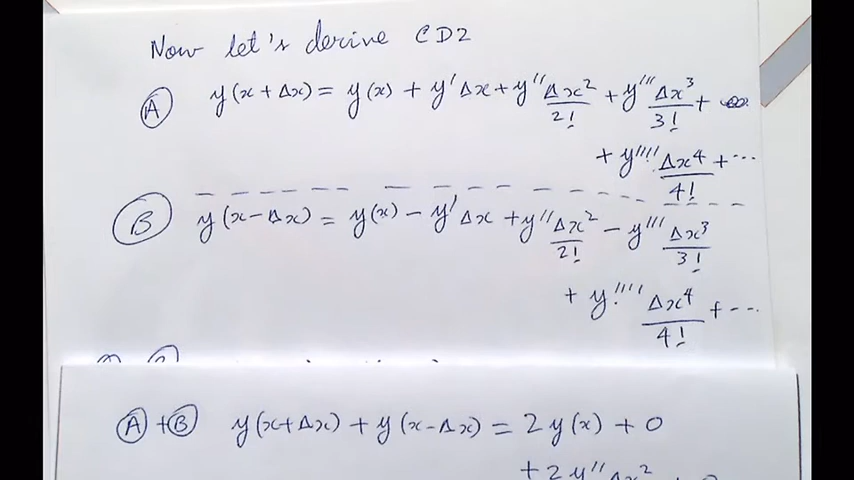 Now let's derive CD2
Ⓐ y(x+Δx) = y(x) + y'Δx + y''Δx²/2! + y'''Δx³/3! +
+ y''''Δx⁴/4! + ...
Ⓑ y(x-Δx) = y(x) - y'Δx + y''Δx²/2! - y'''Δx³/3!
+ y''''Δx⁴/4! + ...
Ⓐ+Ⓑ y(x+Δx) + y(x-Δx) = 2y(x) + 0
+ 2y''Δx²